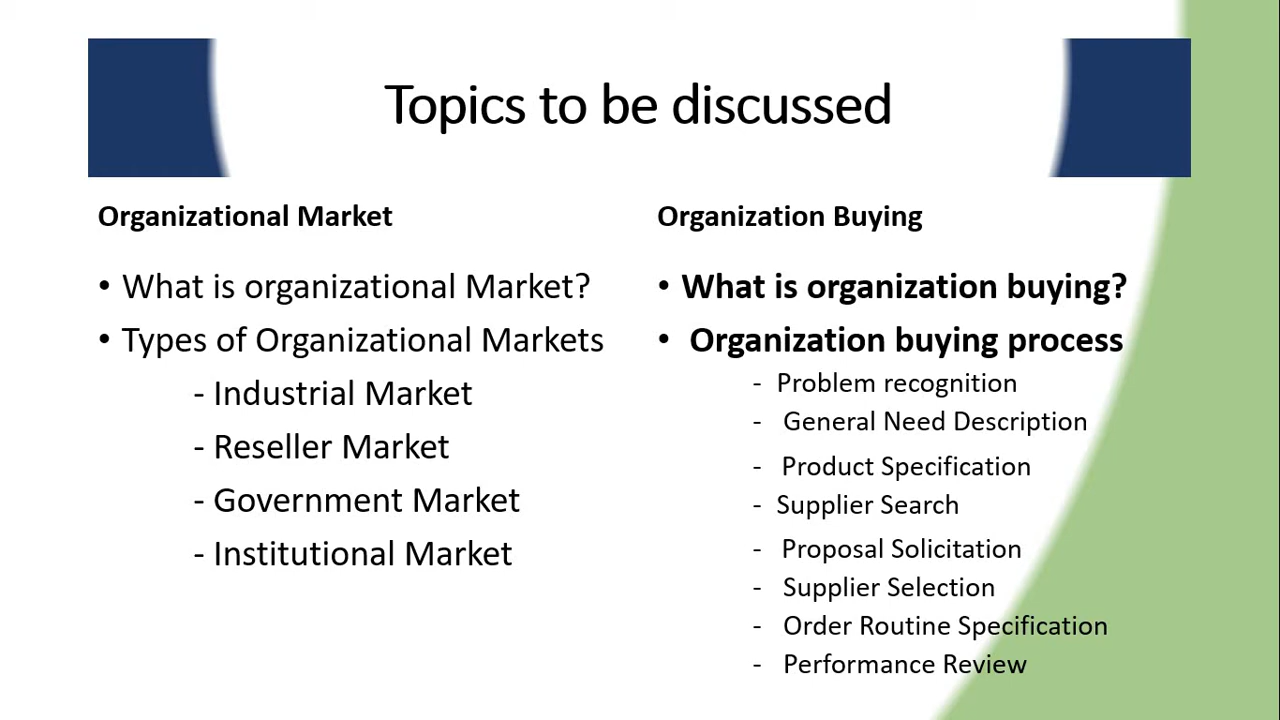 Topics to be discussed
Organizational Market
• What is organizational Market?
• Types of Organizational Markets
- Industrial Market
- Reseller Market
- Government Market
- Institutional Market
Organization Buying
• What is organization buying?
• Organization buying process
- Problem recognition
- General Need Description
- Product Specification
- Supplier Search
- Proposal Solicitation
- Supplier Selection
- Order Routine Specification
- Performance Review